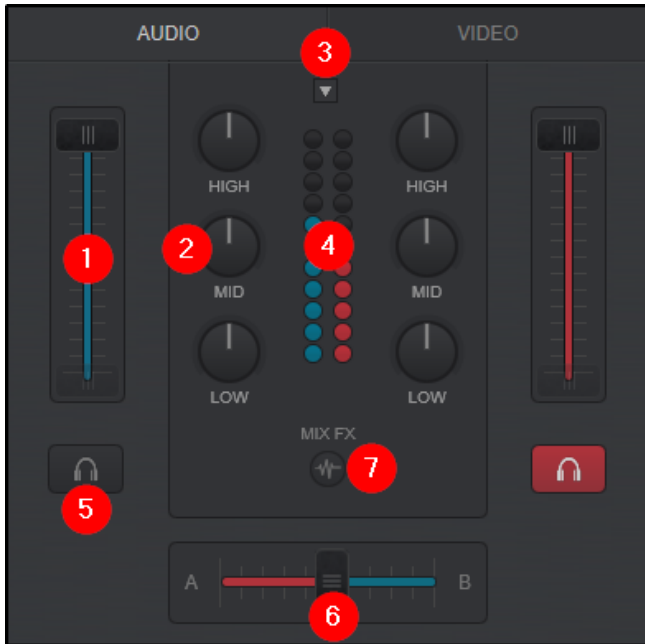 AUDIO VIDEO
3
HIGH HIGH
1 2 4
MID MID
LOW LOW
MIX FX
7
5
A B
6